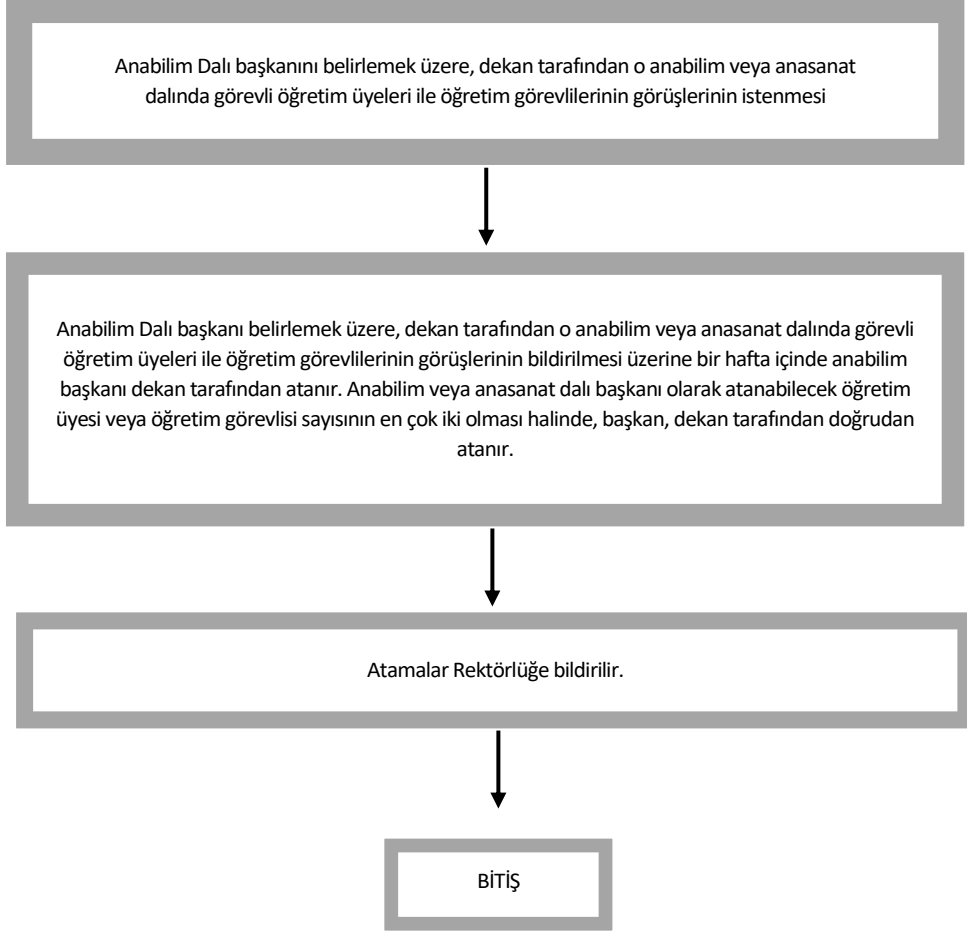 Anabilim Dalı başkanını belirlemek üzere, dekan tarafından o anabilim veya anasanat
dalında görevli öğretim üyeleri ile öğretim görevlilerinin görüşlerinin istenmesi
Anabilim Dalı başkanı belirlemek üzere, dekan tarafından o anabilim veya anasanat dalında görevli
öğretim üyeleri ile öğretim görevlilerinin görüşlerinin bildirilmesi üzerine bir hafta içinde anabilim
başkanı dekan tarafından atanır. Anabilim veya anasanat dalı başkanı olarak atanabilecek öğretim
üyesi veya öğretim görevlisi sayısının en çok iki olması halinde, başkan, dekan tarafından doğrudan
atanır.
Atamalar Rektörlüğe bildirilir.
BİTİŞ